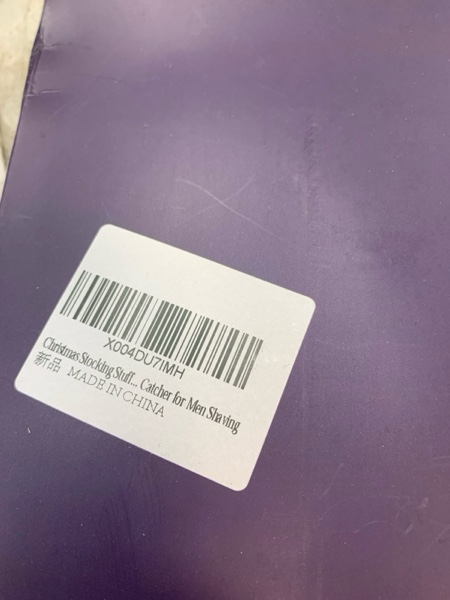 X004DU7IMH
Christmas Stocking Stuff... Catcher for Men Shaving
新品 MADE IN CHINA